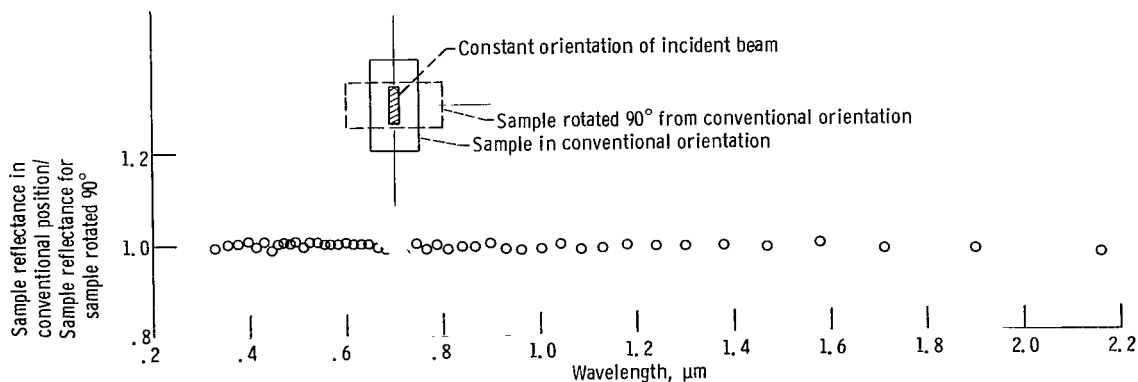 Constant orientation of incident beam
Sample rotated 90° from conventional orientation
Sample in conventional orientation
Sample reflectance in
conventional position/
Sample reflectance for
sample rotated 90°
1.2
1.0
.8
.2
.4
.6
.8
1.0
1.2
1.4
1.6
1.8
2.0
2.2
Wavelength, μm